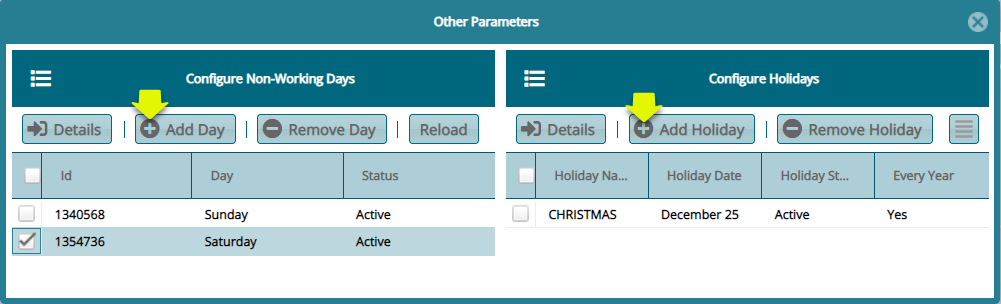 Other Parameters
Configure Non-Working Days
Details Add Day Remove Day Reload
Id Day Status
1340568 Sunday Active
1354736 Saturday Active
Configure Holidays
Details Add Holiday Remove Holiday
Holiday Na... Holiday Date Holiday St... Every Year
CHRISTMAS December 25 Active Yes